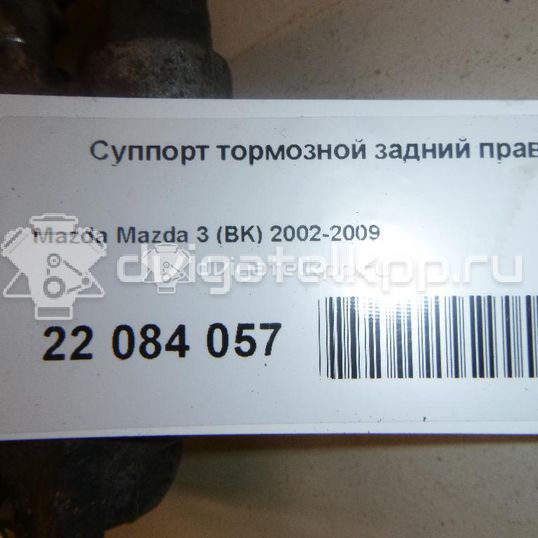 Суппорт тормозной задний прав
Mazda Mazda 3 (BK) 2002-2009
dvigatelkpp.ru
22 084 057